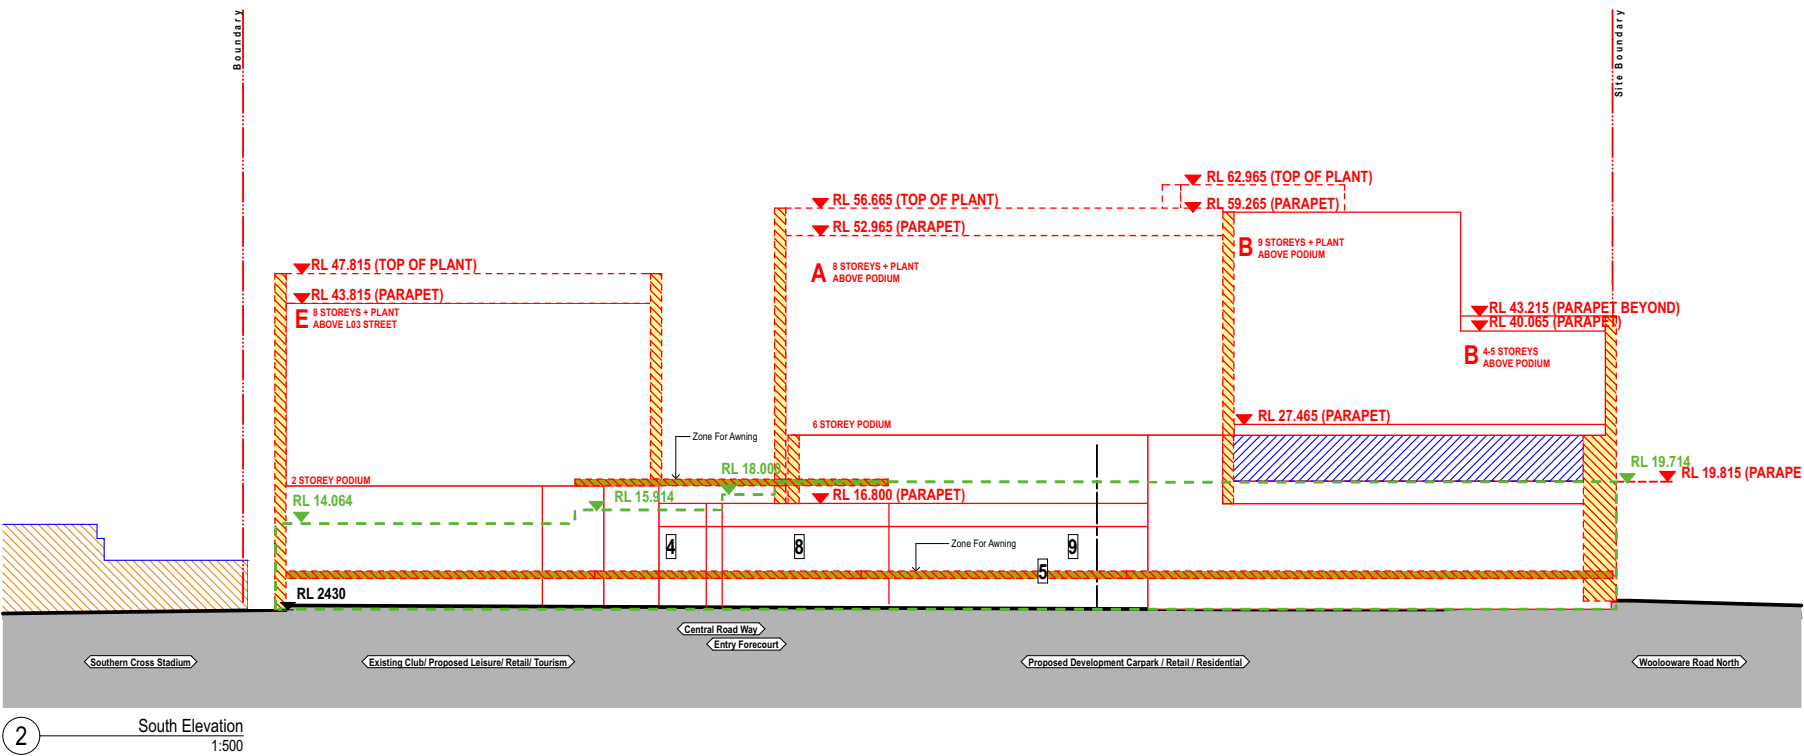 Boundary
Site Boundary
RL 62.965 (TOP OF PLANT)
RL 56.665 (TOP OF PLANT)
RL 59.265 (PARAPET)
RL 52.965 (PARAPET)
B 9 STOREYS + PLANT
ABOVE PODIUM
A 8 STOREYS + PLANT
ABOVE PODIUM
RL 47.815 (TOP OF PLANT)
RL 43.815 (PARAPET)
E 8 STOREYS + PLANT
ABOVE L03 STREET
RL 43.215 (PARAPET BEYOND)
RL 40.065 (PARAPET)
B 4-5 STOREYS
ABOVE PODIUM
RL 27.465 (PARAPET)
6 STOREY PODIUM
Zone For Awning
RL 18.000
RL 19.714
RL 19.815 (PARAPE
2 STOREY PODIUM
RL 14.064
RL 15.914
RL 16.800 (PARAPET)
4
8
Zone For Awning
9
5
RL 2430
Central Road Way
Entry Forecourt
Southern Cross Stadium
Existing Club/ Proposed Leisure/ Retail/ Tourism
Proposed Development Carpark / Retail / Residential
Woolooware Road North
2
South Elevation
1:500